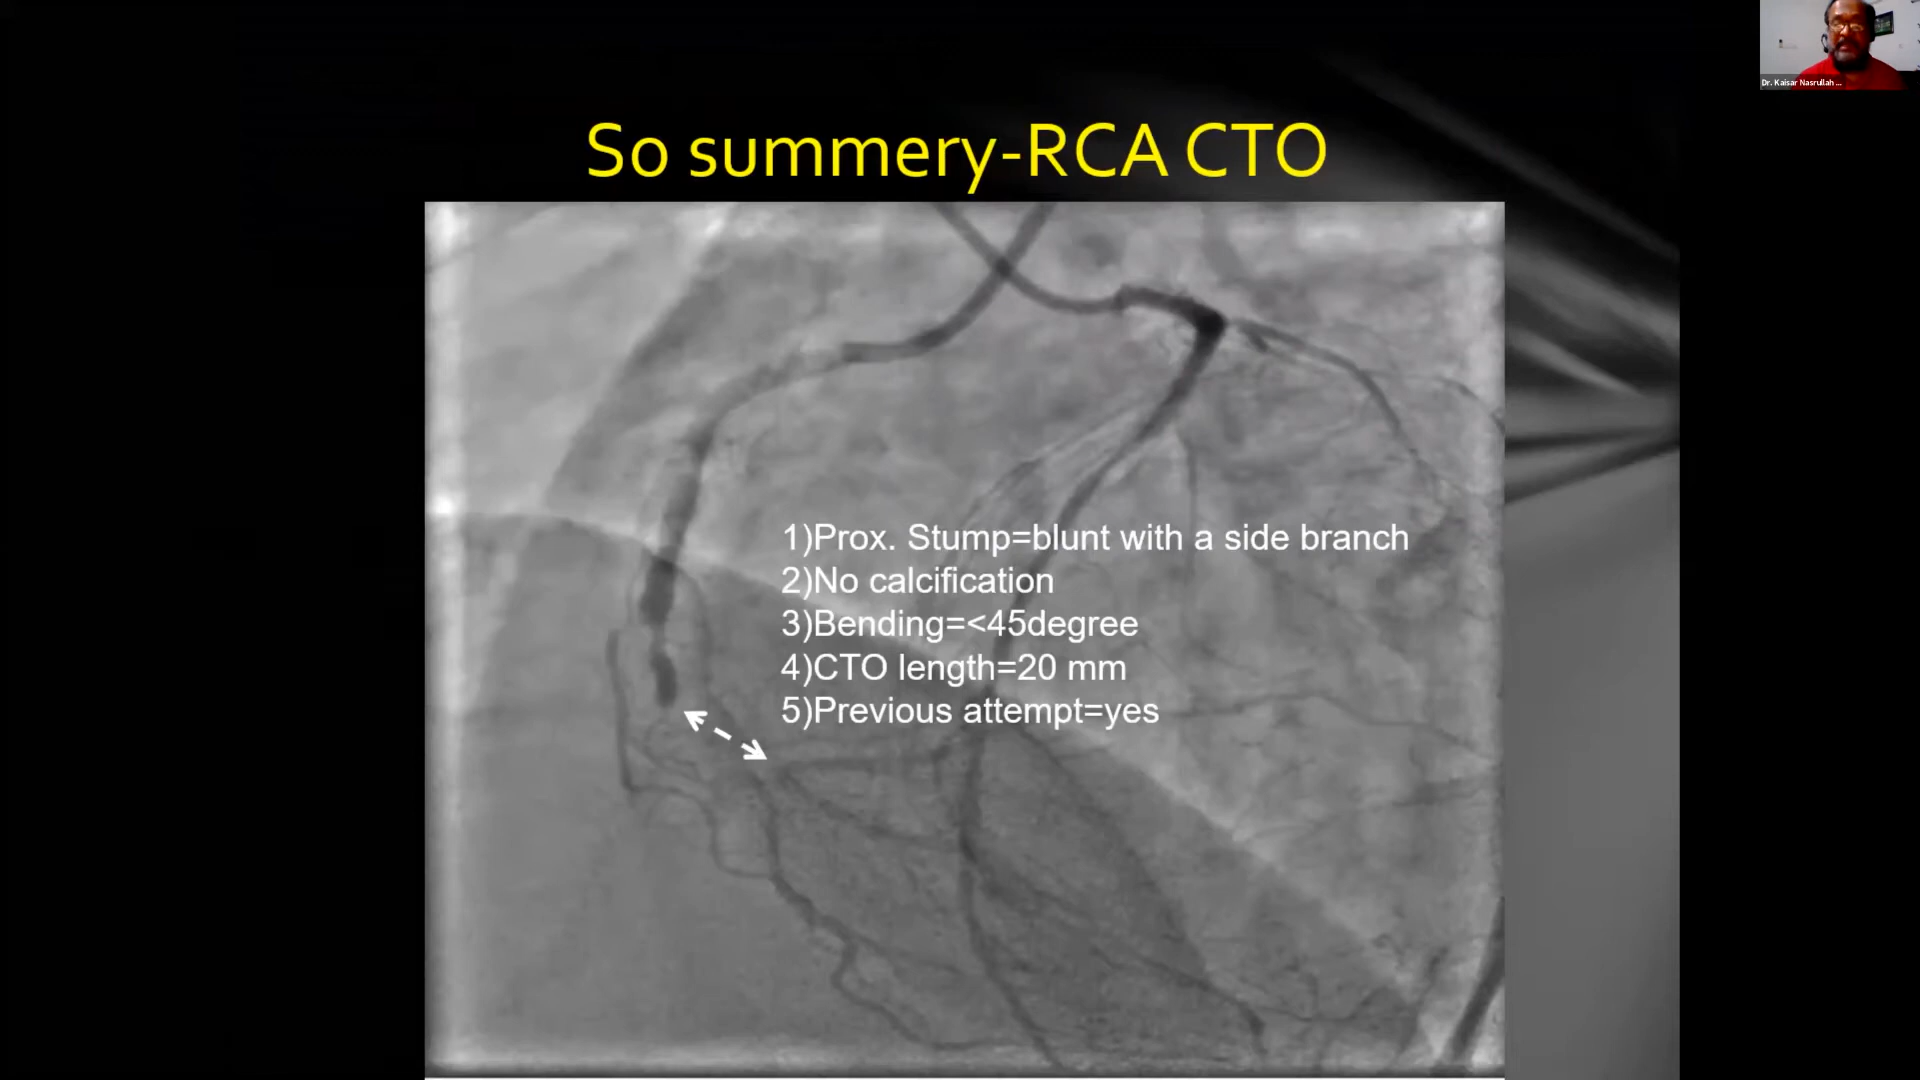 Dr. Kaisar Nasrullah ...
So summery-RCA CTO
1)Prox. Stump=blunt with a side branch
2)No calcification
3)Bending=<45degree
4)CTO length=20 mm
5)Previous attempt=yes